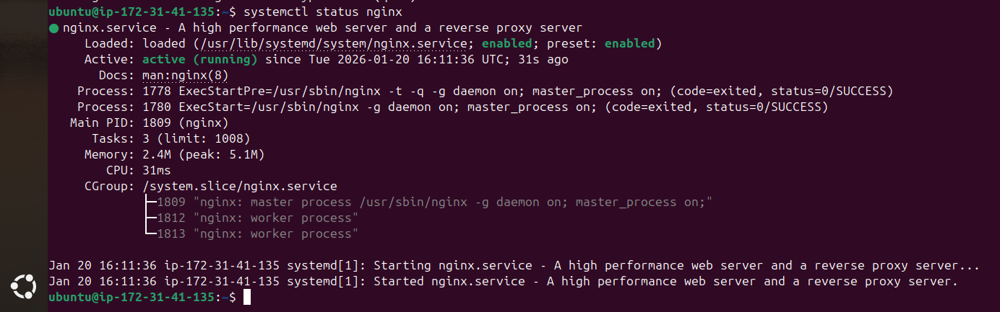 ubuntu@ip-172-31-41-135:~$ systemctl status nginx
● nginx.service - A high performance web server and a reverse proxy server
     Loaded: loaded (/usr/lib/systemd/system/nginx.service; enabled; preset: enabled)
     Active: active (running) since Tue 2026-01-20 16:11:36 UTC; 31s ago
       Docs: man:nginx(8)
    Process: 1778 ExecStartPre=/usr/sbin/nginx -t -q -g daemon on; master_process on; (code=exited, status=0/SUCCESS)
    Process: 1780 ExecStart=/usr/sbin/nginx -g daemon on; master_process on; (code=exited, status=0/SUCCESS)
   Main PID: 1809 (nginx)
      Tasks: 3 (limit: 1008)
     Memory: 2.4M (peak: 5.1M)
        CPU: 31ms
     CGroup: /system.slice/nginx.service
             ├─1809 "nginx: master process /usr/sbin/nginx -g daemon on; master_process on;"
             ├─1812 "nginx: worker process"
             └─1813 "nginx: worker process"
Jan 20 16:11:36 ip-172-31-41-135 systemd[1]: Starting nginx.service - A high performance web server and a reverse proxy server...
Jan 20 16:11:36 ip-172-31-41-135 systemd[1]: Started nginx.service - A high performance web server and a reverse proxy server.
ubuntu@ip-172-31-41-135:~$